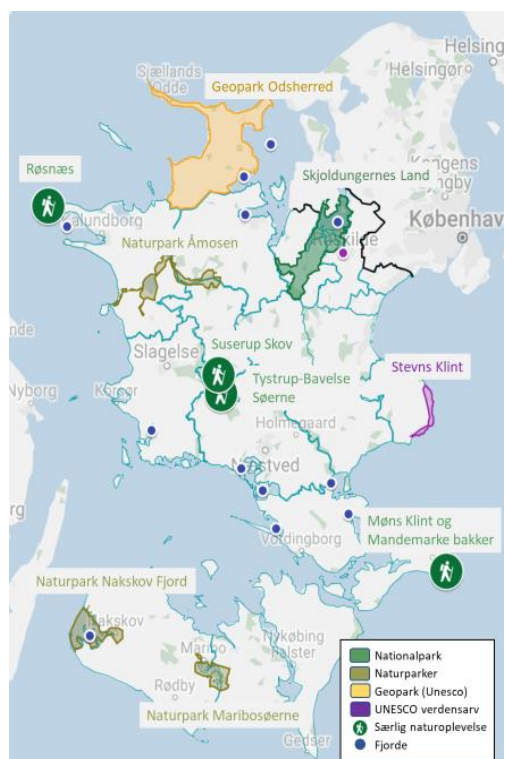 Helsing
Sjællands
Odde
Helsingør
Geopark Odsherred
Røsnæs
Skjoldungernes Land
Kongens
ngby
Kalundborg
København
Roskilde
Naturpark Åmosen
Suserup Skov
Slagelse
Stevns Klint
Tystrup-Bavelse
Søerne
Nyborg
Korsør
Holmegaard
Næstved
Møns Klint og
Mandemarke bakker
Vordingborg
Naturpark Nakskov Fjord
Nakskov
Nykøbing
Falster
Maribo
Rødby
Naturpark Maribosøerne
Gedser
Nationalpark
Naturparker
Geopark (Unesco)
UNESCO verdensarv
Særlig naturoplevelse
Fjorde